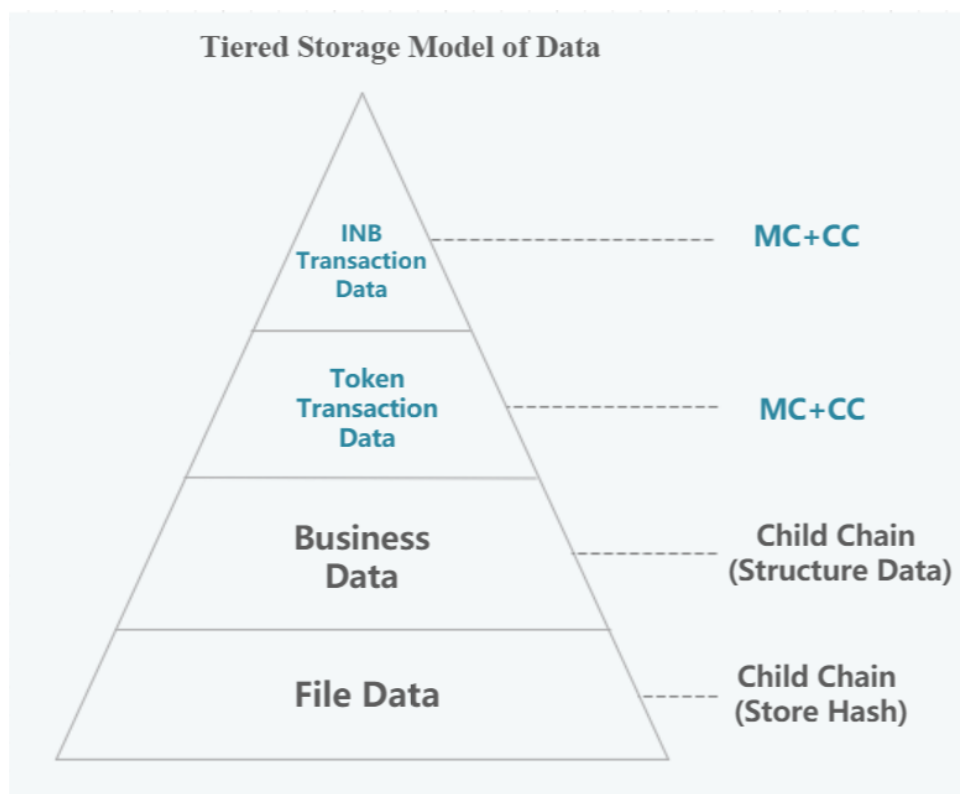 Tiered Storage Model of Data
INB
Transaction
Data
MC+CC
Token
Transaction
Data
MC+CC
Business
Data
Child Chain
(Structure Data)
File Data
Child Chain
(Store Hash)